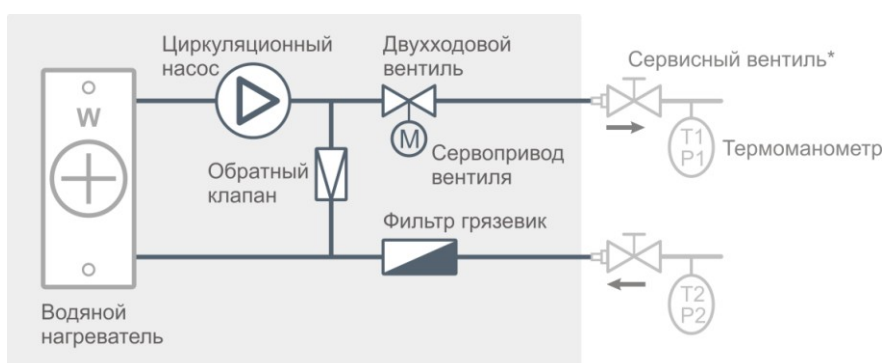 Циркуляционный
насос
Двухходовой
вентиль
Сервисный вентиль*
W
M
T1
P1
Термоманометр
Сервопривод
вентиля
Обратный
клапан
Фильтр грязевик
T2
P2
Водяной
нагреватель